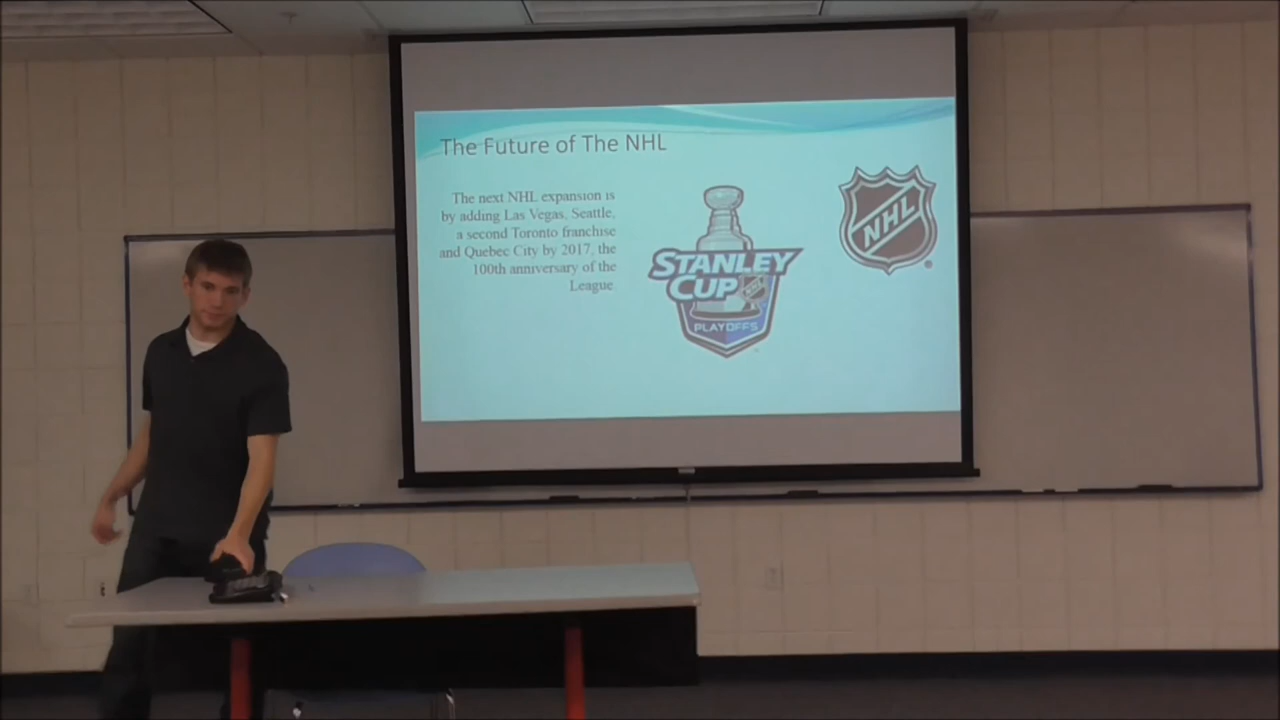 The Future of The NHL
The next NHL expansion is
by adding Las Vegas, Seattle,
a second Toronto franchise
and Quebec City by 2017, the
100th anniversary of the
League
STANLEY
CUP
PLAYOFFS
NHL